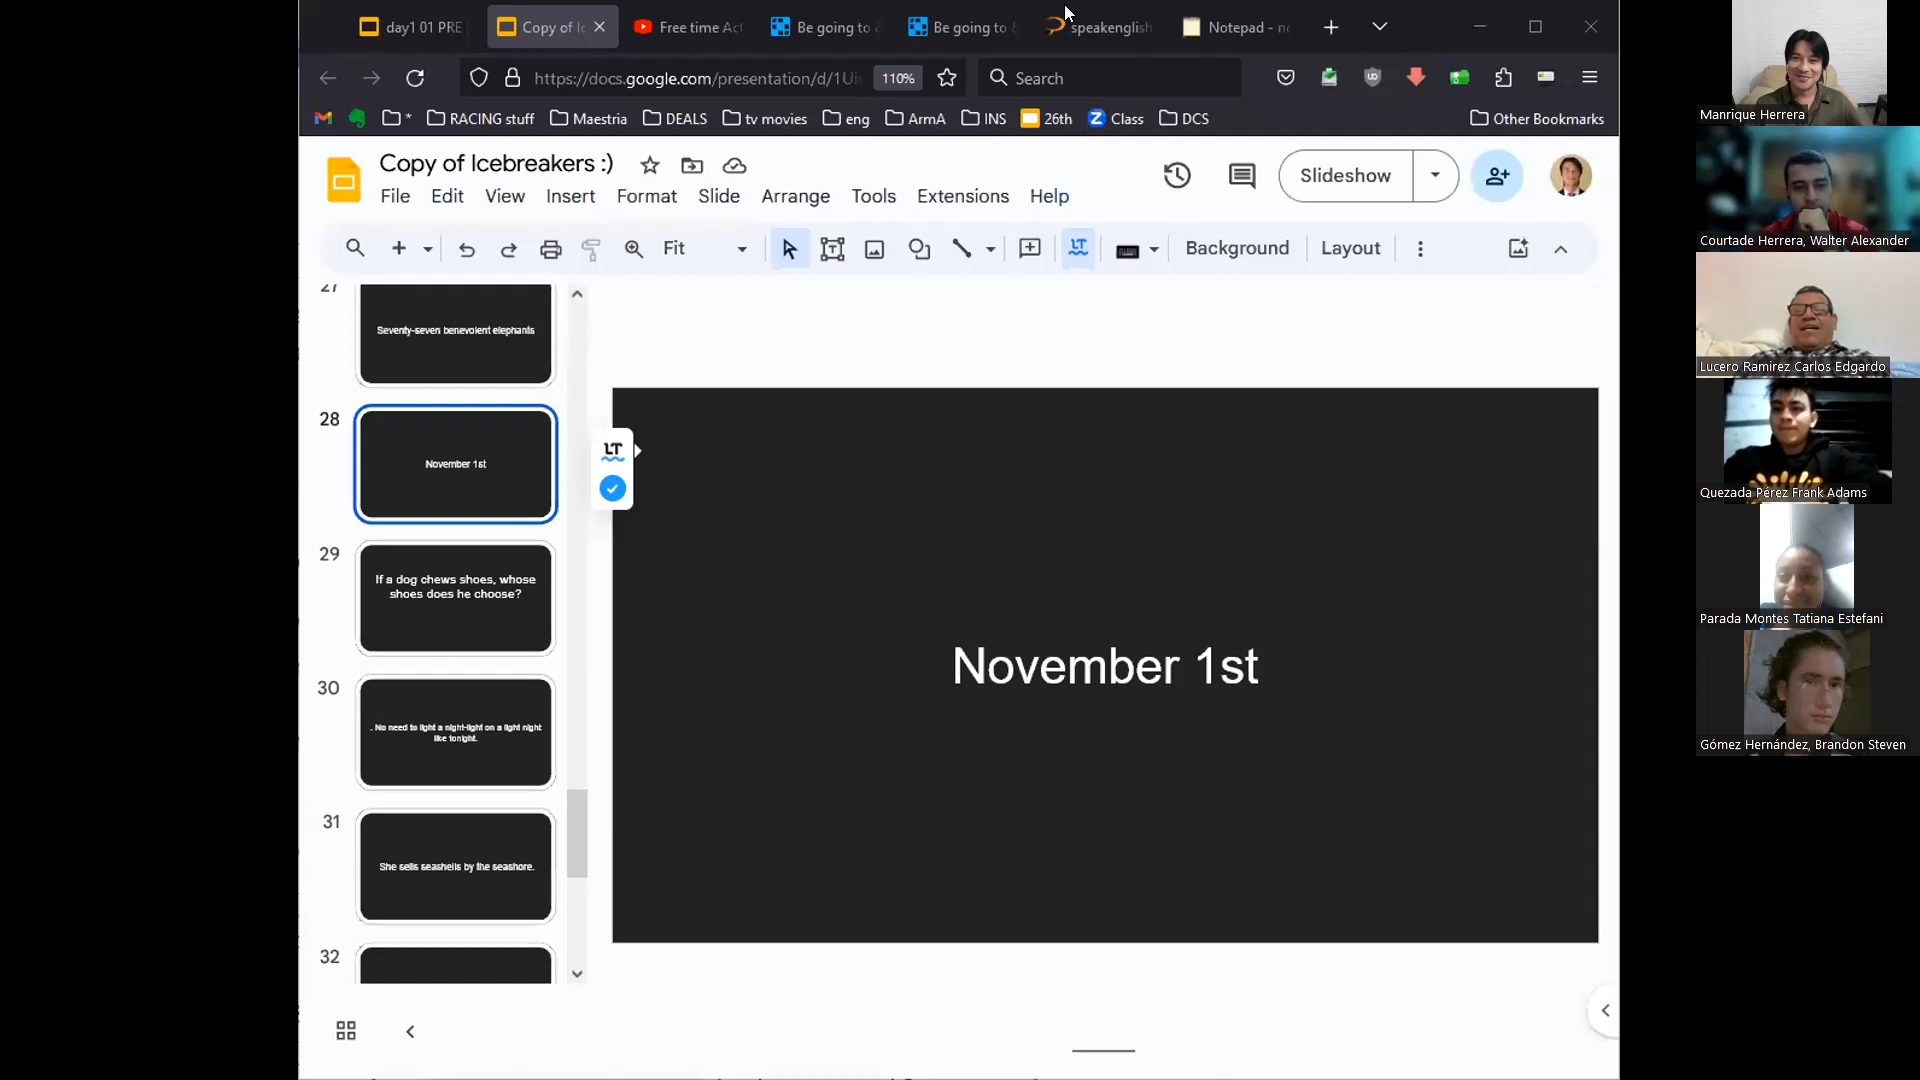 day1 01 PRE
Copy of Ic
Free time Act
Be going to &
Be going to &
speakenglish
Notepad - n
https://docs.google.com/presentation/d/1Ui
110%
Search
*
RACING stuff
Maestria
DEALS
tv movies
eng
ArmA
INS
26th
Class
DCS
Other Bookmarks
Copy of Icebreakers :)
File
Edit
View
Insert
Format
Slide
Arrange
Tools
Extensions
Help
Slideshow
Fit
Background
Layout
27
Seventy-seven benevolent elephants
28
November 1st
29
If a dog chews shoes, whose
shoes does he choose?
30
. No need to light a night-light on a light night
like tonight.
31
She sells seashells by the seashore.
32
LT
November 1st
Manrique Herrera
Courtade Herrera, Walter Alexander
Lucero Ramirez Carlos Edgardo
Quezada Pérez Frank Adams
Parada Montes Tatiana Estefani
Gómez Hernández, Brandon Steven